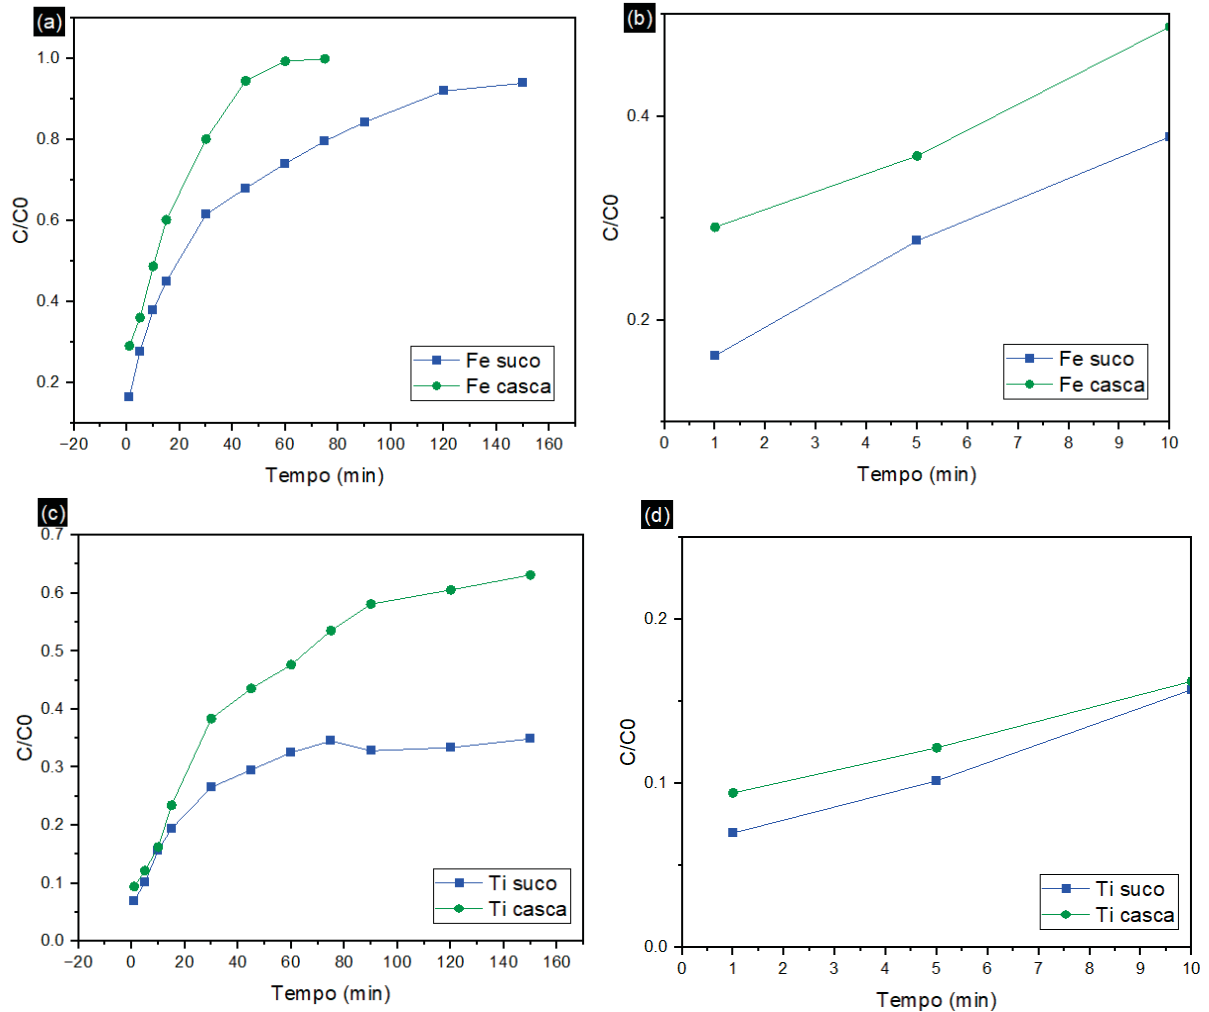 (a)
1.0
0.8
0.6
0.4
0.2
C/C0
Fe suco
Fe casca
−20 0 20 40 60 80 100 120 140 160
Tempo (min)
(b)
0.4
0.2
C/C0
Fe suco
Fe casca
0 1 2 3 4 5 6 7 8 9 10
Tempo (min)
(c)
0.7
0.6
0.5
0.4
0.3
0.2
0.1
0.0
C/C0
Ti suco
Ti casca
−20 0 20 40 60 80 100 120 140 160
Tempo (min)
(d)
0.2
0.1
0.0
C/C0
Ti suco
Ti casca
0 1 2 3 4 5 6 7 8 9 10
Tempo (min)